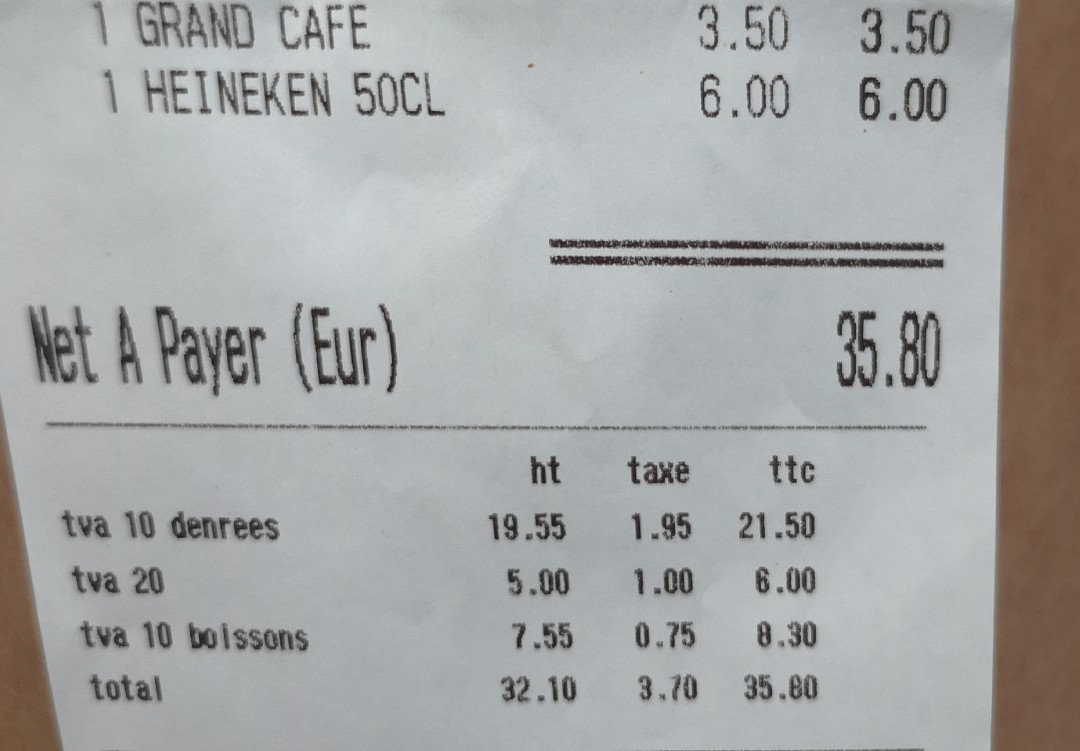 1 GRAND CAFE 3.50 3.50
1 HEINEKEN 50CL 6.00 6.00
Net A Payer (Eur) 35.80
ht taxe ttc
tva 10 denrees 19.55 1.95 21.50
tva 20 5.00 1.00 6.00
tva 10 boissons 7.55 0.75 8.30
total 32.10 3.70 35.80